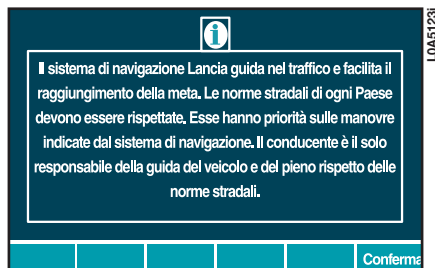 i
Il sistema di navigazione Lancia guida nel traffico e facilita il
raggiungimento della meta. Le norme stradali di ogni Paese
devono essere rispettate. Esse hanno priorità sulle manovre
indicate dal sistema di navigazione. Il conducente è il solo
responsabile della guida del veicolo e del pieno rispetto delle
norme stradali.
Conferma
L0A5123i